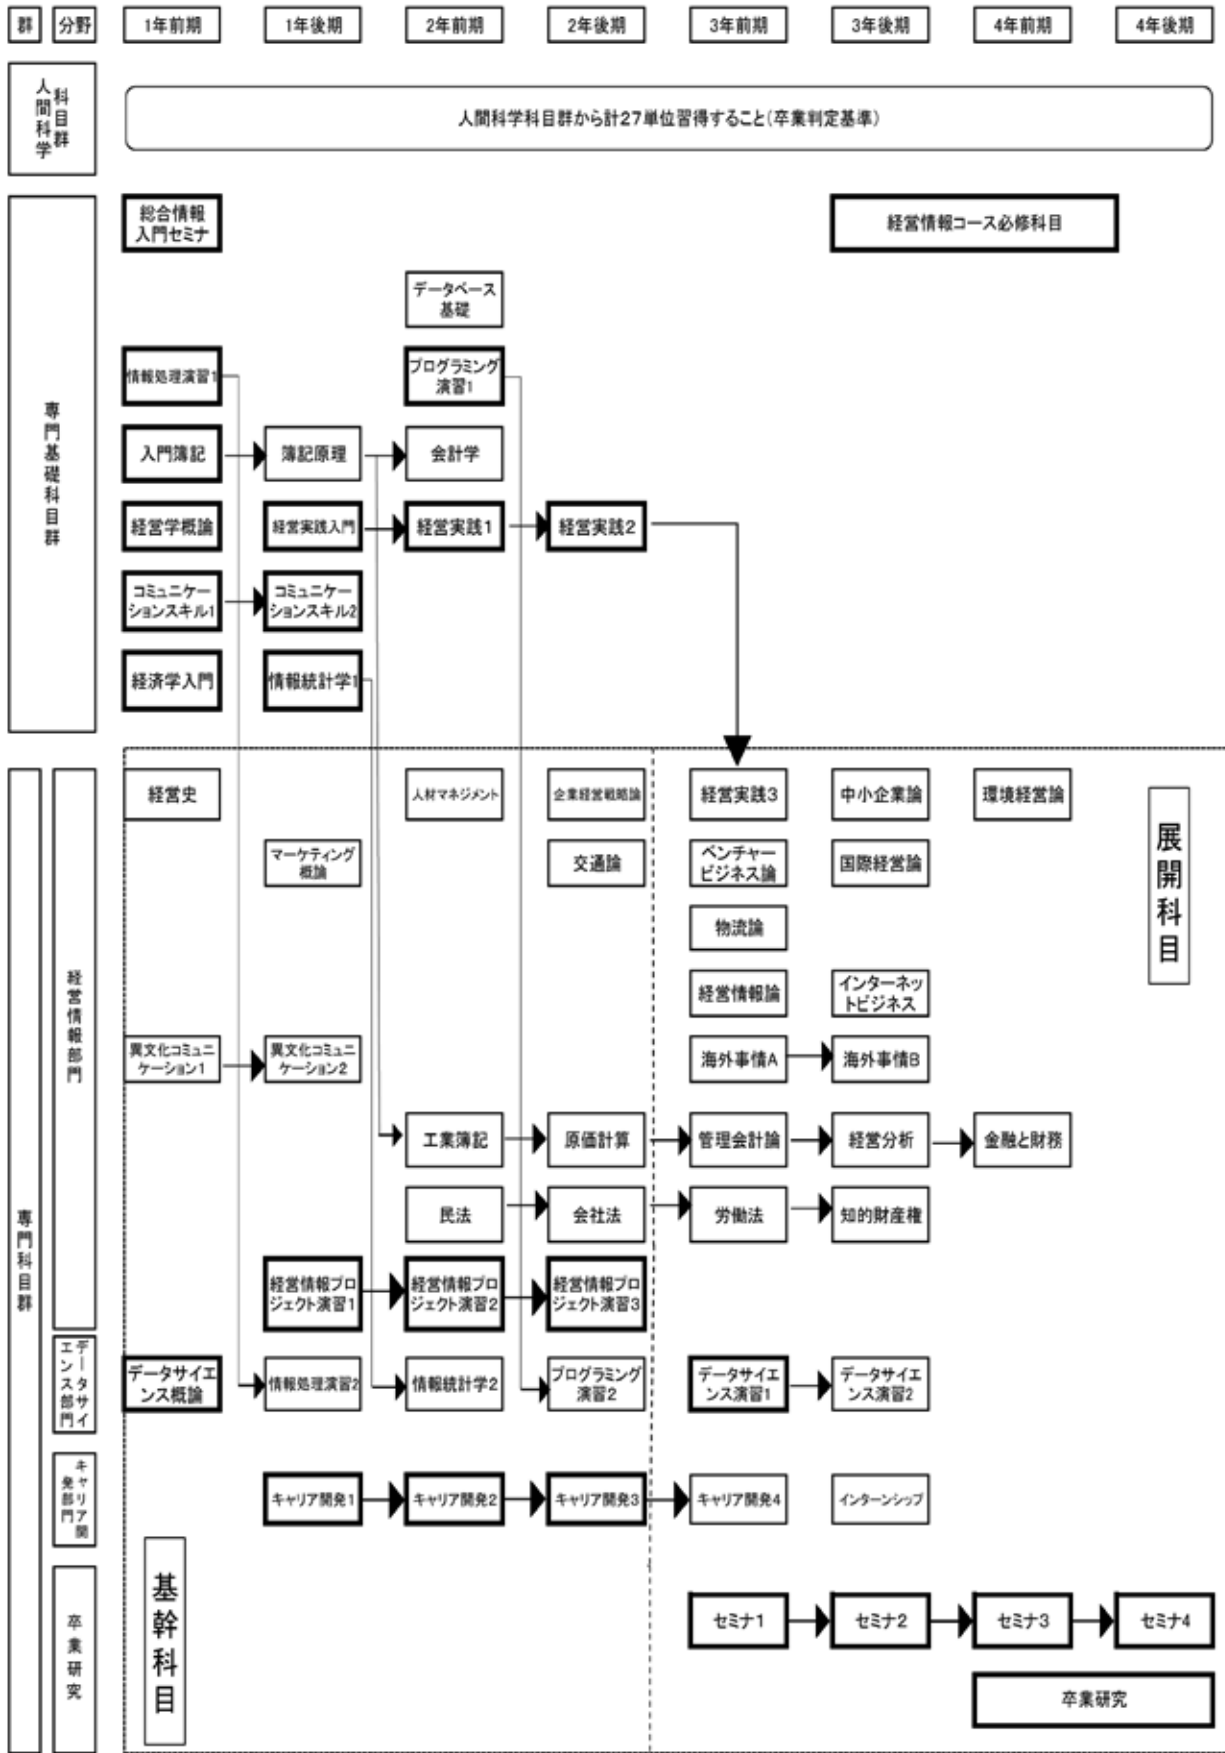 群
分野
1年前期
1年後期
2年前期
2年後期
3年前期
3年後期
4年前期
4年後期
人間科学
科目群
人間科学科目群から計27単位習得すること(卒業判定基準)
専門基礎科目群
総合情報
入門セミナ
経営情報コース必修科目
データベース
基礎
情報処理演習1
プログラミング
演習1
入門簿記
簿記原理
会計学
経営学概論
経営実践入門
経営実践1
経営実践2
コミュニケー
ションスキル1
コミュニケー
ションスキル2
経済学入門
情報統計学1
専門科目群
経営情報部門
経営史
人材マネジメント
企業経営戦略論
経営実践3
中小企業論
環境経営論
展開科目
マーケティング
概論
交通論
ベンチャー
ビジネス論
国際経営論
物流論
経営情報論
インターネッ
トビジネス
異文化コミュニ
ケーション1
異文化コミュニ
ケーション2
海外事情A
海外事情B
工業簿記
原価計算
管理会計論
経営分析
金融と財務
民法
会社法
労働法
知的財産権
経営情報プロ
ジェクト演習1
経営情報プロ
ジェクト演習2
経営情報プロ
ジェクト演習3
データサイ
エンス部門
データサイエ
ンス概論
情報処理演習2
情報統計学2
プログラミング
演習2
データサイエ
ンス演習1
データサイエ
ンス演習2
キャリア開
発部門
キャリア開発1
キャリア開発2
キャリア開発3
キャリア開発4
インターンシップ
基幹科目
卒業研究
セミナ1
セミナ2
セミナ3
セミナ4
卒業研究